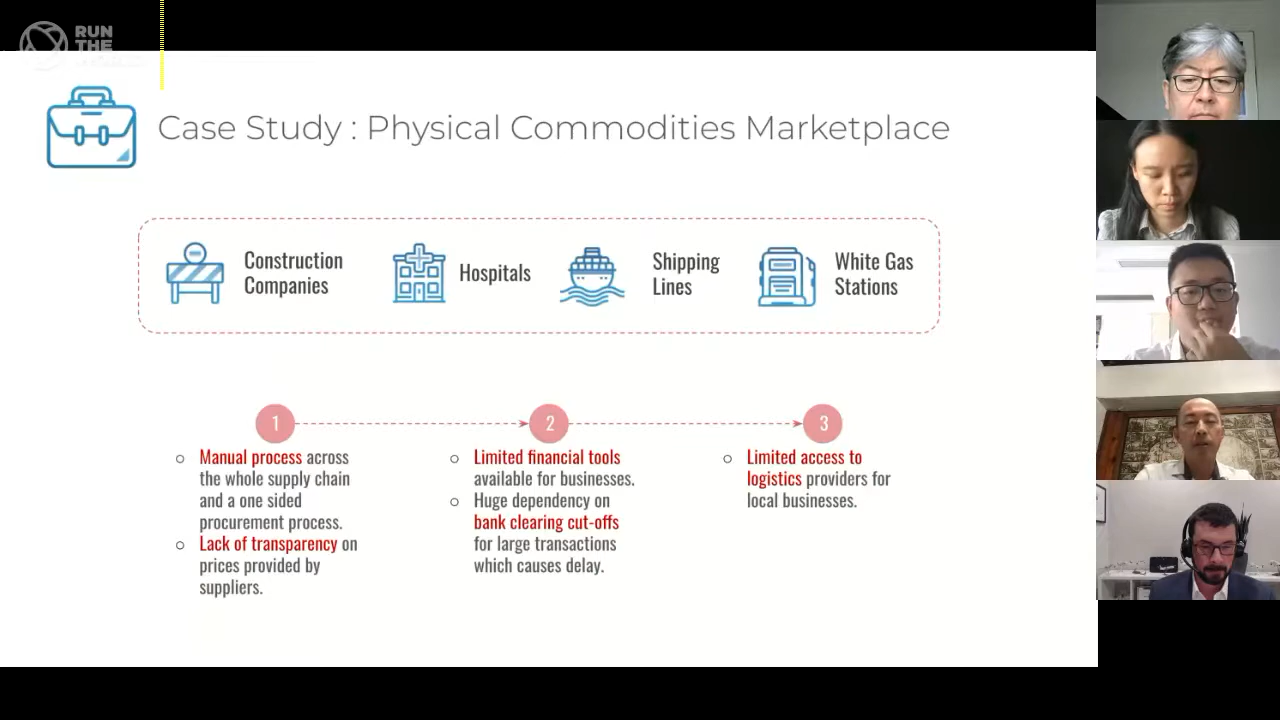 RUN
THE
WORLD
Case Study : Physical Commodities Marketplace
Construction
Companies
Hospitals
Shipping
Lines
White Gas
Stations
1
2
3
Manual process across
the whole supply chain
and a one sided
procurement process.
Lack of transparency on
prices provided by
suppliers.
Limited financial tools
available for businesses.
Huge dependency on
bank clearing cut-offs
for large transactions
which causes delay.
Limited access to
logistics providers for
local businesses.